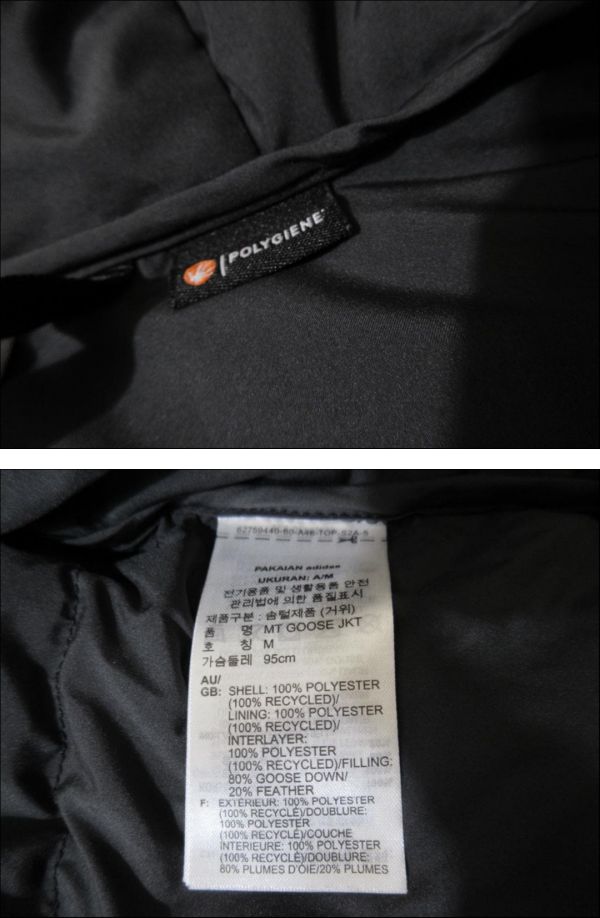 POLYGIENE
PAKAIAN adidas
UKURAN: A/M
전기용품 및 생활용품 안전
관리법에 의한 품질표시
제품구분 : 솜털제품 (거위)
품 명 MT GOOSE JKT
호 칭 M
가슴둘레 95cm
AU/
GB: SHELL: 100% POLYESTER
(100% RECYCLED)/
LINING: 100% POLYESTER
(100% RECYCLED)/
INTERLAYER:
100% POLYESTER
(100% RECYCLED)/FILLING:
80% GOOSE DOWN/
20% FEATHER
F: EXTÉRIEUR: 100% POLYESTER
(100% RECYCLÉ)/DOUBLURE:
100% POLYESTER
(100% RECYCLÉ)/COUCHE
INTERIEURE: 100% POLYESTER
(100% RECYCLÉ)/DOUBLURE:
80% PLUMES D'OIE/20% PLUMES